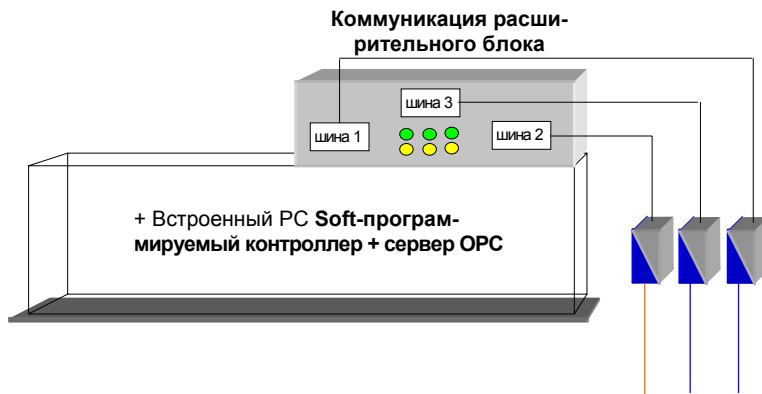 Коммуникация расши-
рительного блока
шина 3
шина 1
шина 2
+ Встроенный PC Soft-програм-
мируемый контроллер + сервер OPC